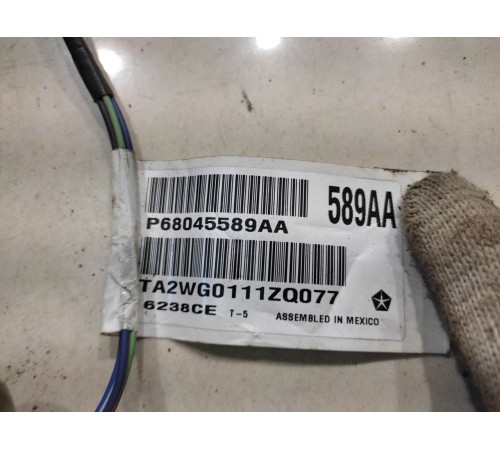 589AA
P68045589AA
TA2WG0111ZQ077
6238CE T-5 ASSEMBLED IN MEXICO